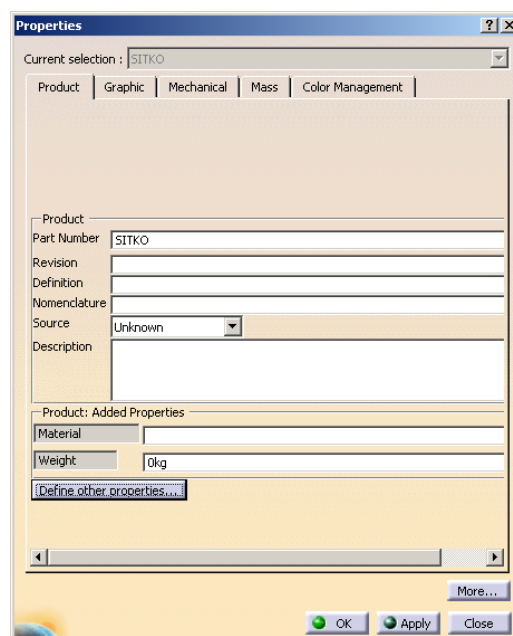 Properties
Current selection : SITKO
Product Graphic Mechanical Mass Color Management
Product
Part Number SITKO
Revision
Definition
Nomenclature
Source Unknown
Description
Product: Added Properties
Material
Weight 0kg
Define other properties...
More...
OK Apply Close